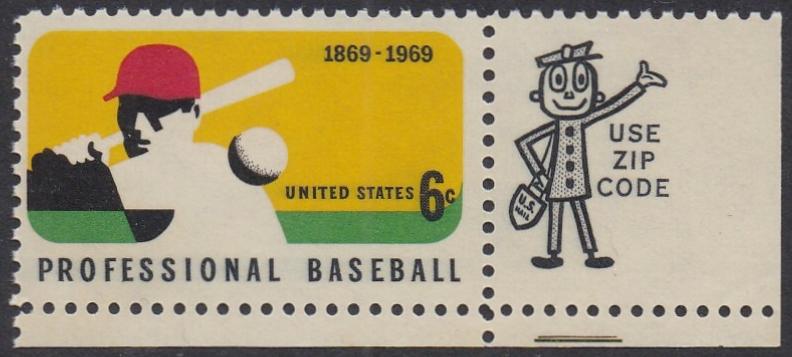 1869-1969
UNITED STATES 6c
PROFESSIONAL BASEBALL
USE
ZIP
CODE
U.S.
MAIL